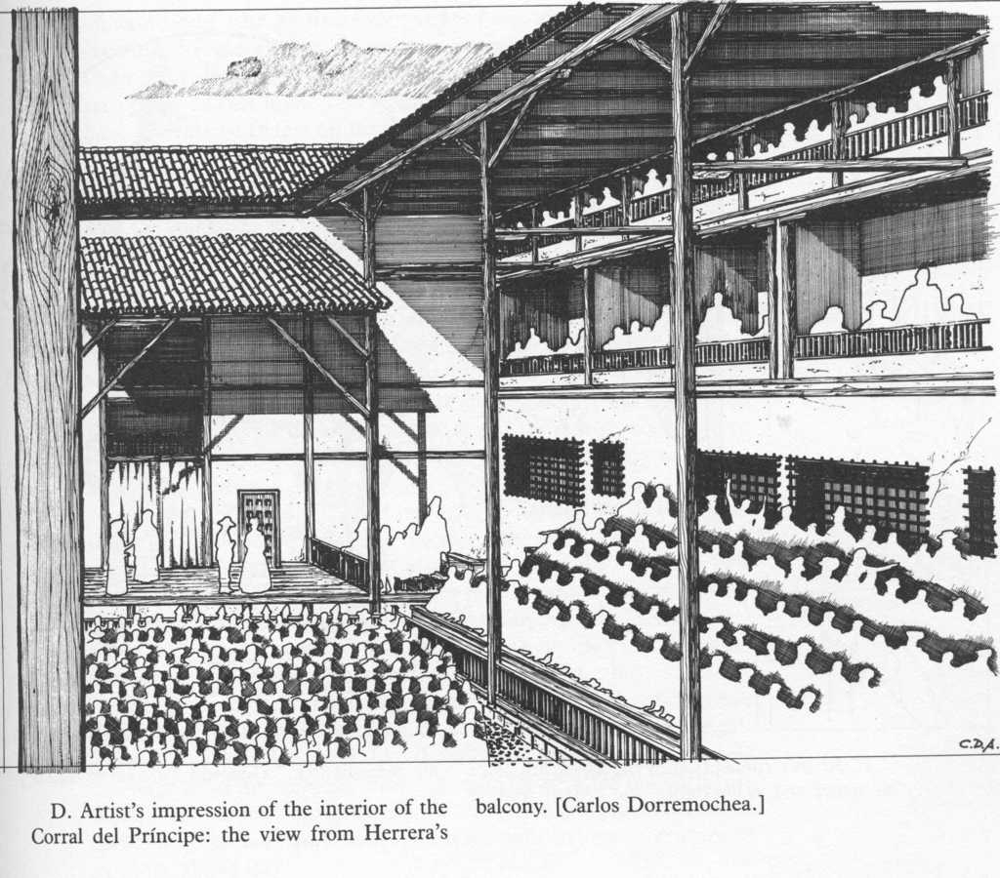 C.D.A.
D. Artist's impression of the interior of the
Corral del Príncipe: the view from Herrera's
balcony. [Carlos Dorremochea.]